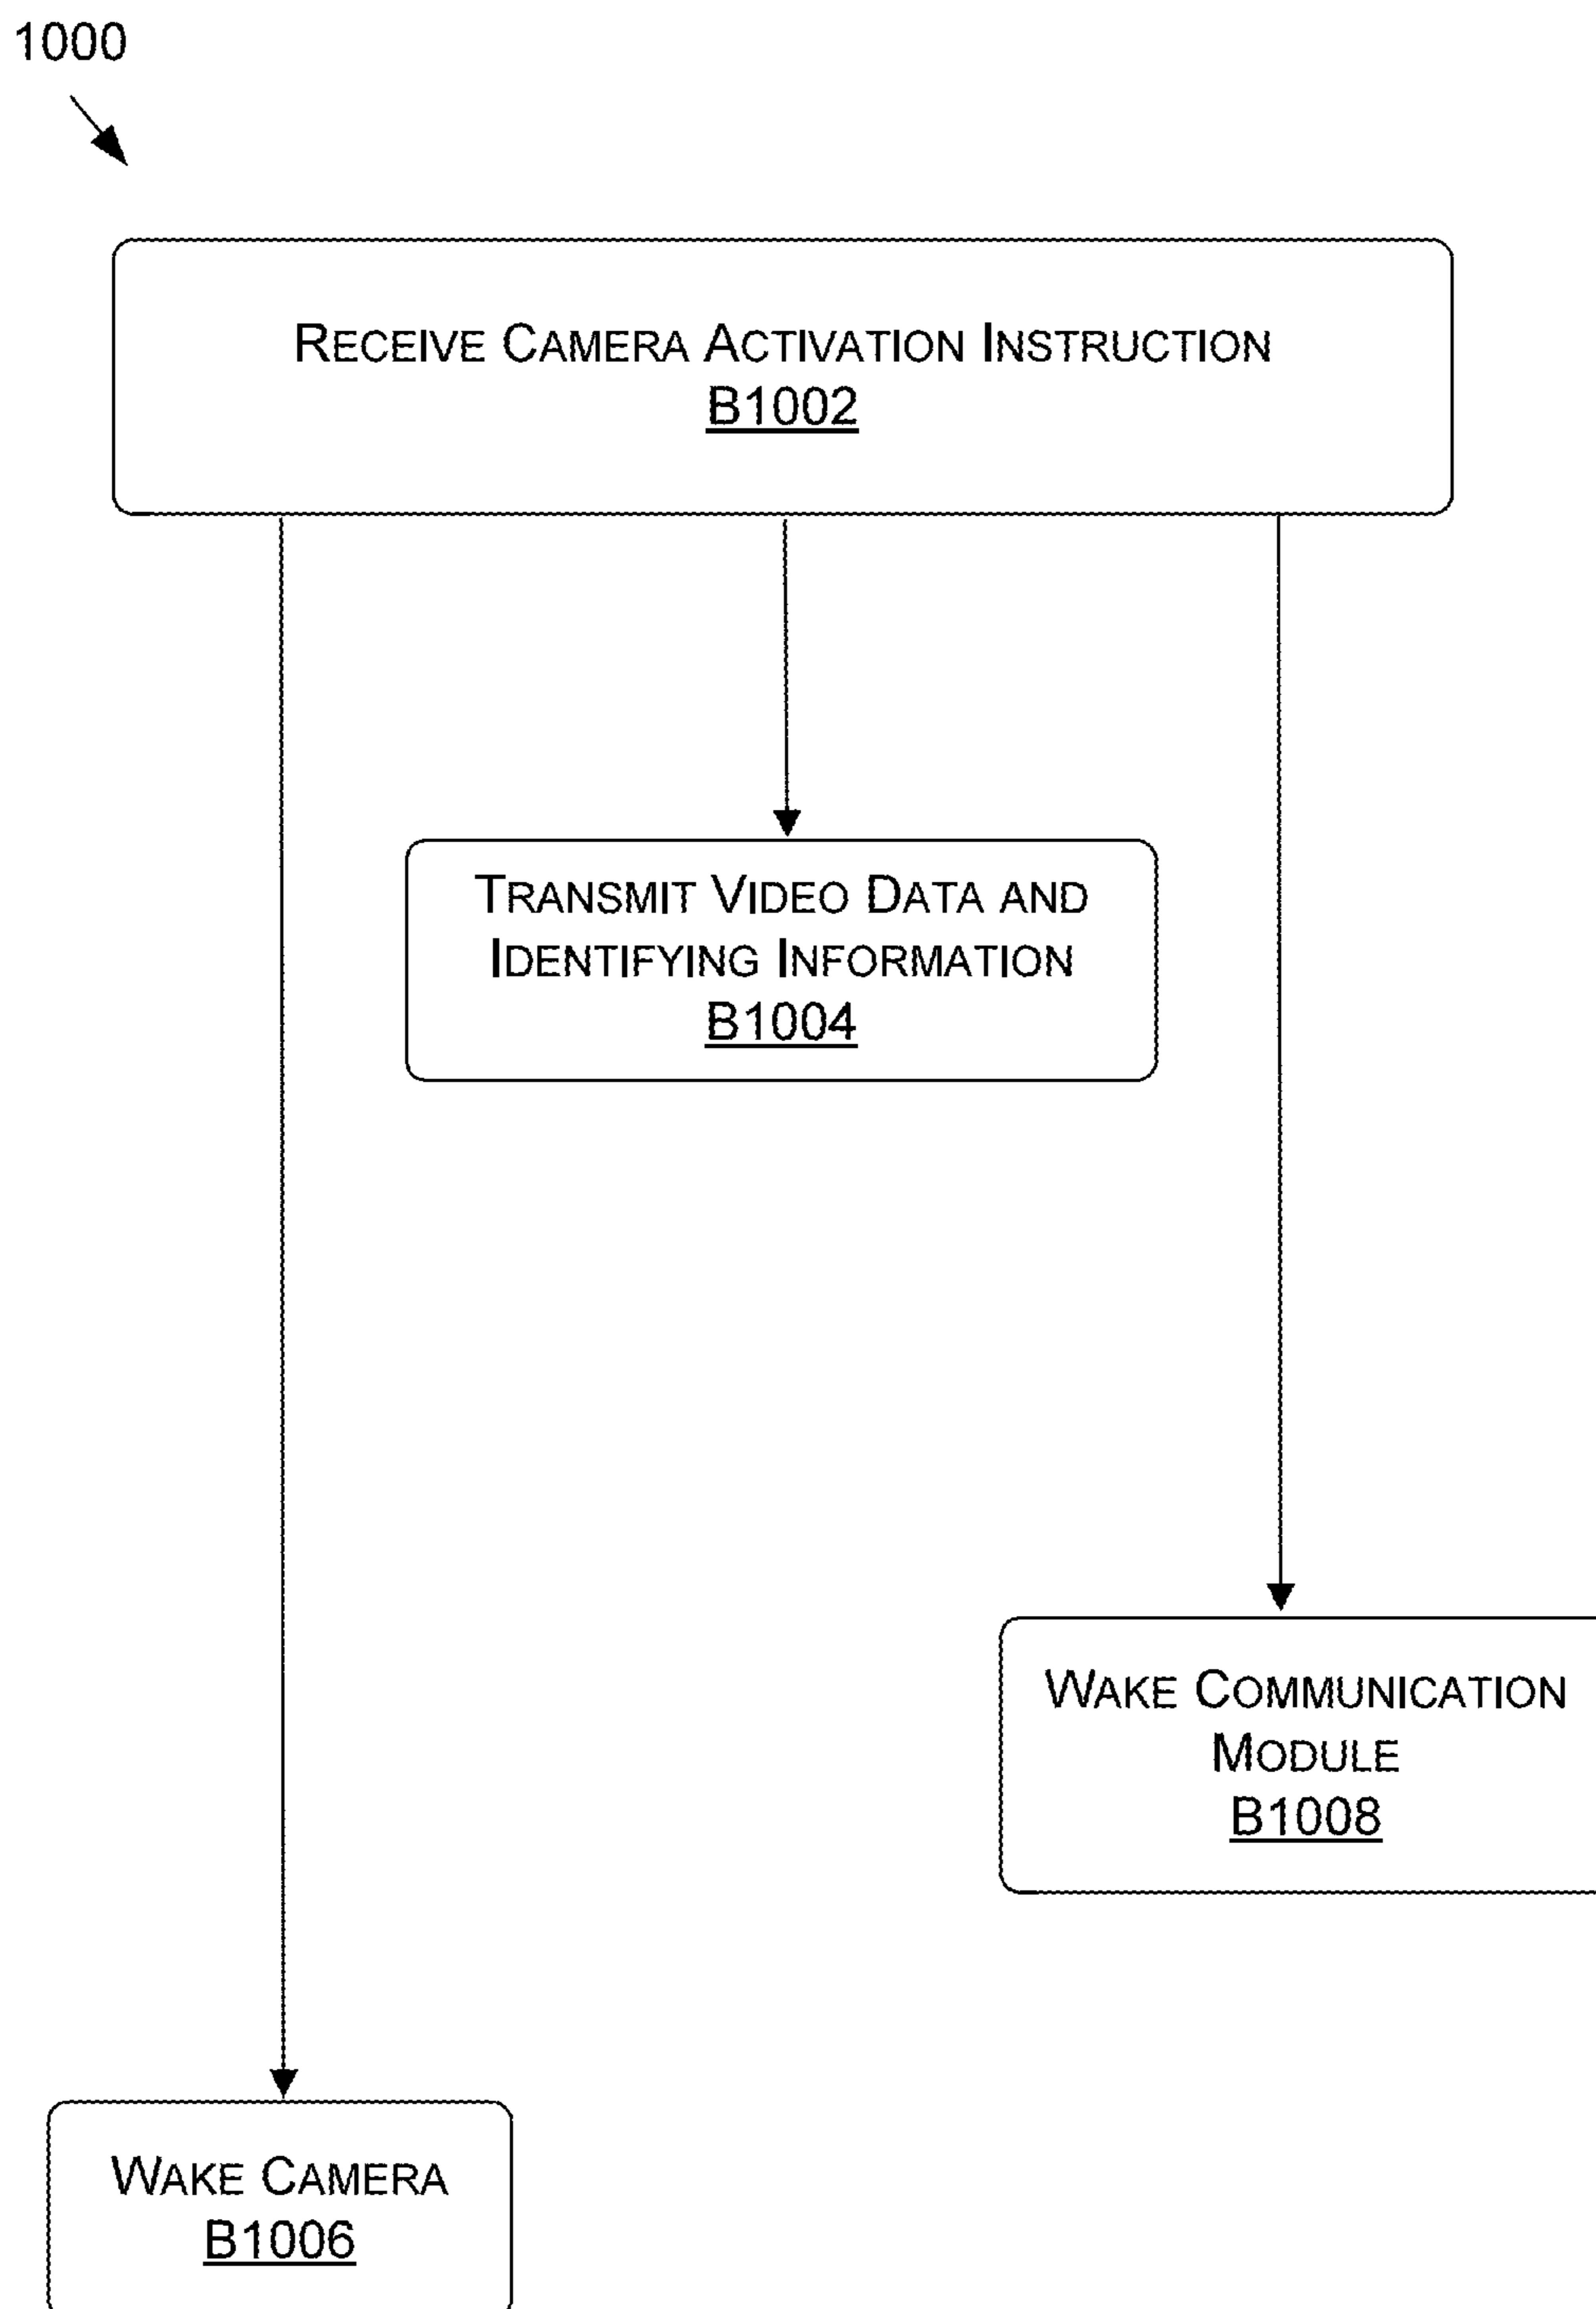 1000
RECEIVE CAMERA ACTIVATION INSTRUCTION
B1002
TRANSMIT VIDEO DATA AND
IDENTIFYING INFORMATION
B1004
WAKE COMMUNICATION
MODULE
B1008
WAKE CAMERA
B1006